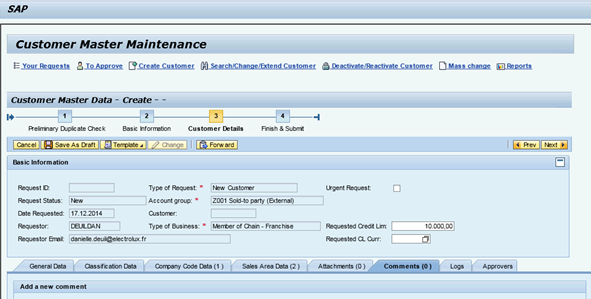 SAP
Customer Master Maintenance
Your Requests To Approve Create Customer Search/Change/Extend Customer Deactivate/Reactivate Customer Mass change Reports
Customer Master Data - Create - -
1 2 3 4
Preliminary Duplicate Check Basic Information Customer Details Finish & Submit
Cancel Save As Draft Template Change Forward Prev Next
Basic Information
Request ID: Type of Request: * New Customer Urgent Request:
Request Status: New Account group: * Z001 Sold-to party (External)
Date Requested: 17.12.2014 Customer:
Requestor: DEUILDAN Type of Business: * Member of Chain - Franchise Requested Credit Lim: 10.000,00
Requestor Email: danielle.deuil@electrolux.fr Requested CL Curr:
General Data Classification Data Company Code Data ( 1 ) Sales Area Data ( 2 ) Attachments ( 0 ) Comments ( 0 ) Logs Approvers
Add a new comment